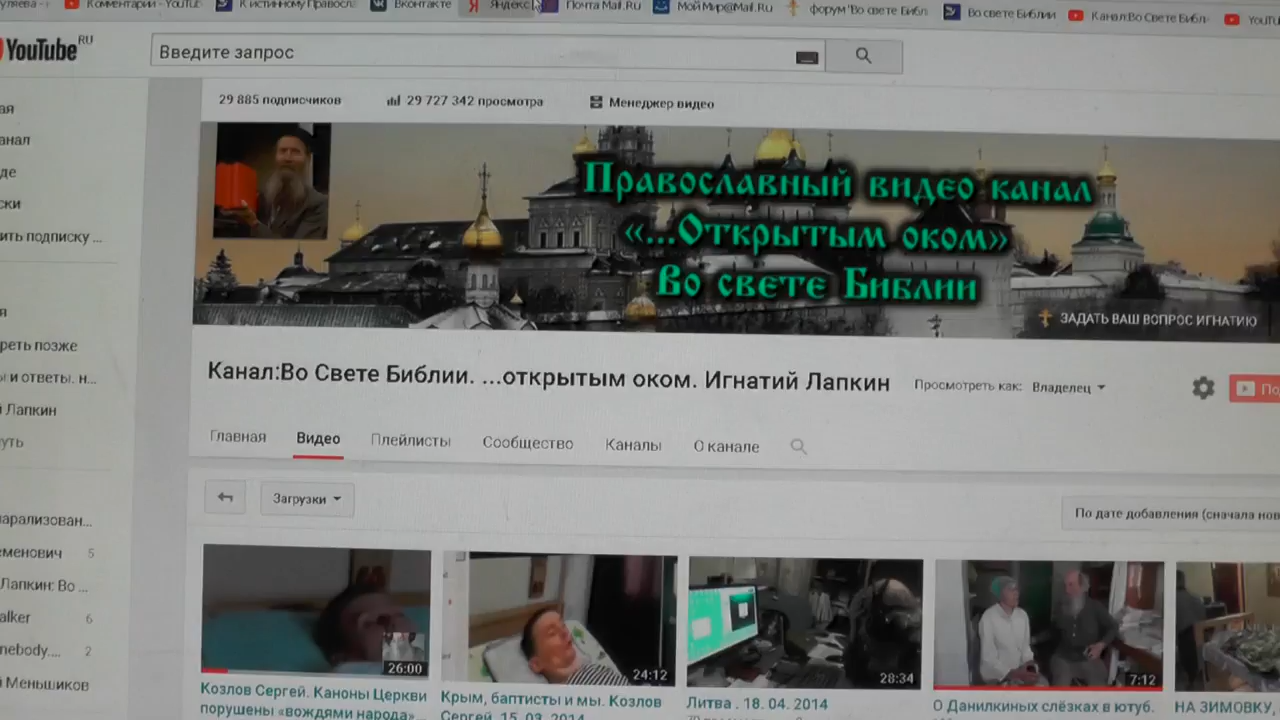 Комментарии - YouTub
К истинному Правосл
Вконтакте
Яндекс
Почта Mail.Ru
Мой Мир@Mail.Ru
форум "Во свете Библ
Во свете Библии
Канал:Во Свете Библ
YouTu
YouTube RU
Введите запрос
29 885 подписчиков
29 727 342 просмотра
Менеджер видео
Православный видео канал
«...Открытым оком»
Во свете Библии
ЗАДАТЬ ВАШ ВОПРОС ИГНАТИЮ
ить подписку ...
реть позже
ы и ответы. н...
й Лапкин
уть
Канал:Во Свете Библии. ...открытым оком. Игнатий Лапкин
Просмотреть как: Владелец
Главная
Видео
Плейлисты
Сообщество
Каналы
О канале
Загрузки
По дате добавления (сначала нов
арализован...
еменович 5
Лапкин: Во ...
alker 6
nebody.... 2
й Меньшиков
26:00
24:12
28:34
7:12
Козлов Сергей. Каноны Церкви
порушены «вождями народа»
Крым, баптисты и мы. Козлов
Сергей. 15. 03. 2014
Литва . 18. 04. 2014
О Данилкиных слёзках в ютуб.
НА ЗИМОВКУ,